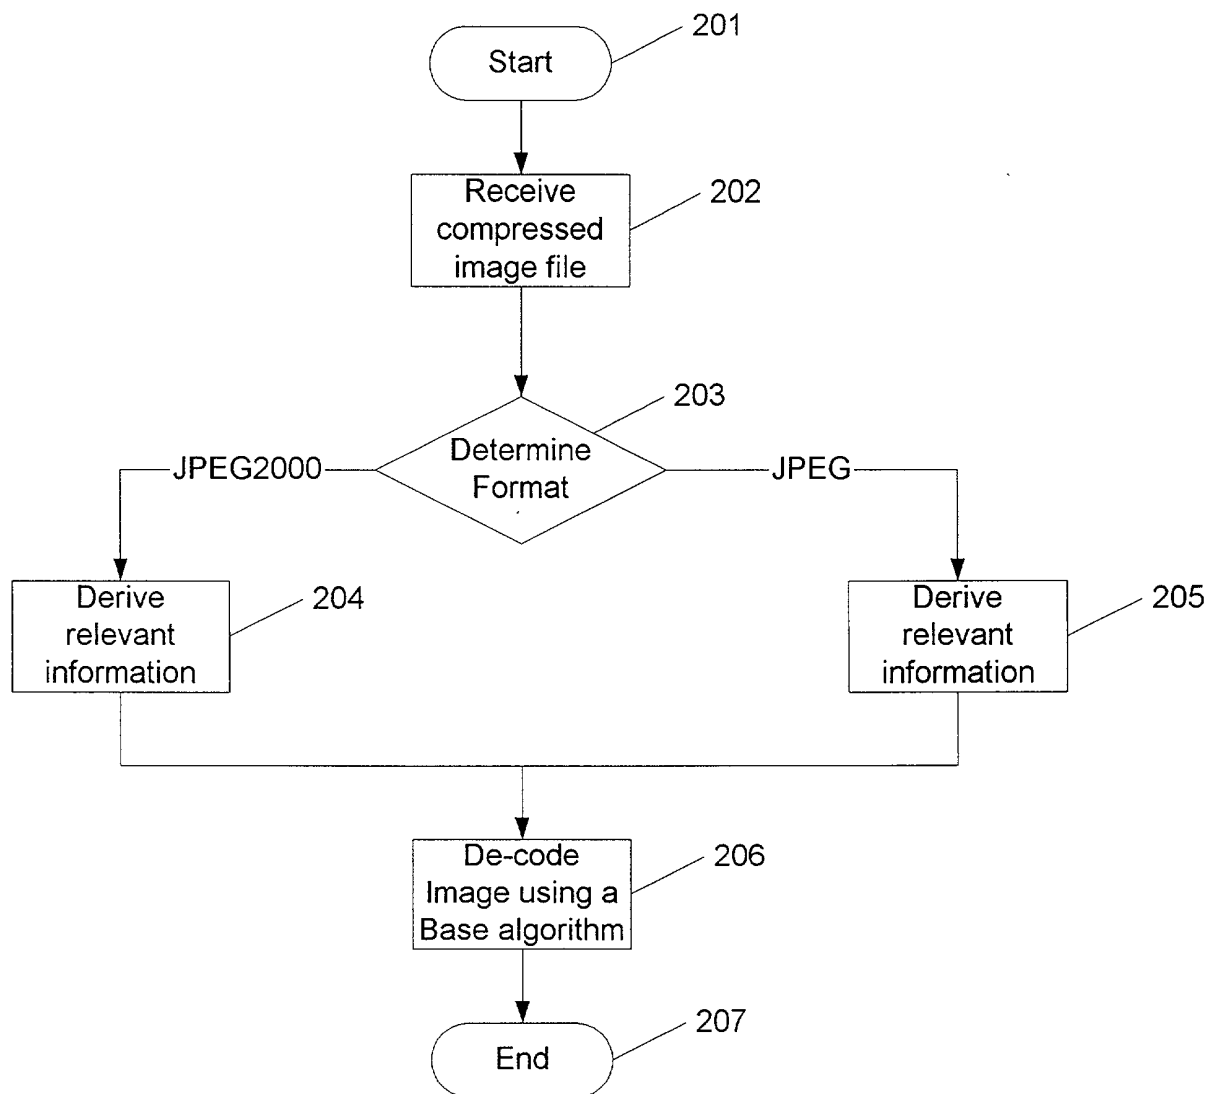 201
Start
202
Receive
compressed
image file
203
Determine
Format
JPEG2000
JPEG
204
Derive
relevant
information
205
Derive
relevant
information
206
De-code
Image using a
Base algorithm
207
End